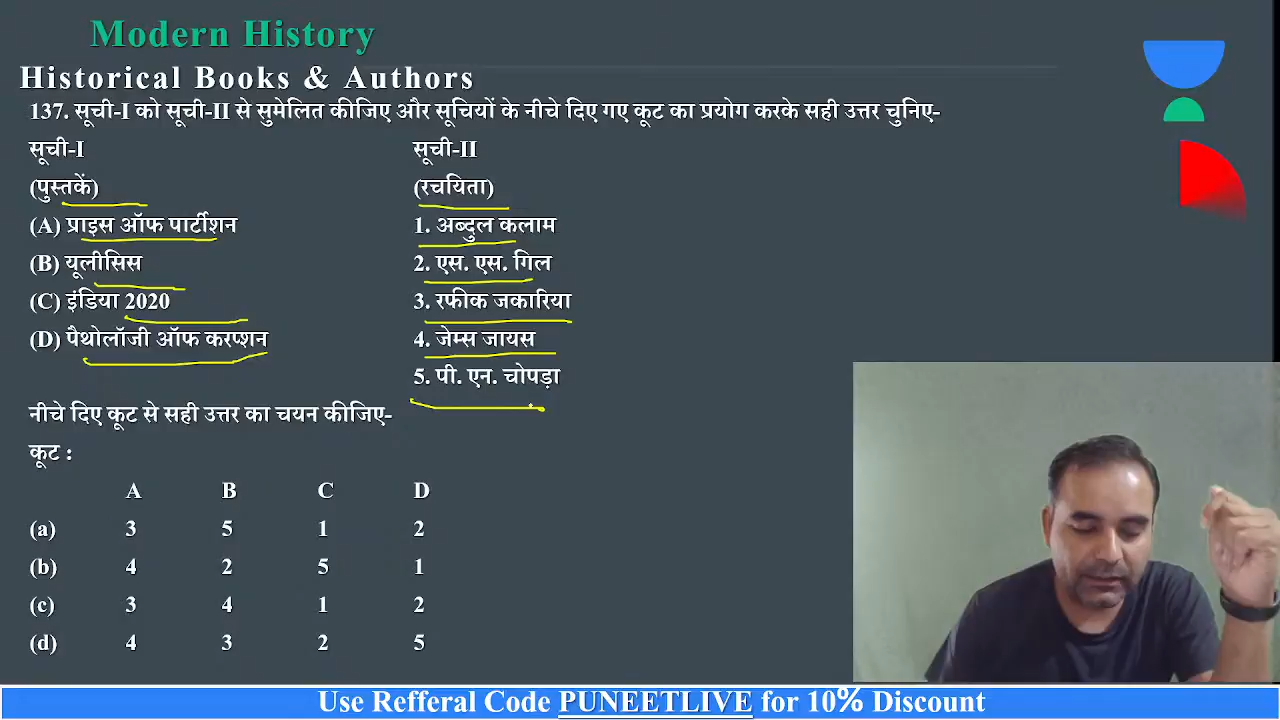 Modern History
Historical Books & Authors
137. सूची-I को सूची-II से सुमेलित कीजिए और सूचियों के नीचे दिए गए कूट का प्रयोग करके सही उत्तर चुनिए-
सूची-I सूची-II
(पुस्तकें) (रचयिता)
(A) प्राइस ऑफ पार्टीशन 1. अब्दुल कलाम
(B) यूलीसिस 2. एस. एस. गिल
(C) इंडिया 2020 3. रफीक जकारिया
(D) पैथोलॉजी ऑफ करप्शन 4. जेम्स जायस
5. पी. एन. चोपड़ा
नीचे दिए कूट से सही उत्तर का चयन कीजिए-
कूट :
A B C D
(a) 3 5 1 2
(b) 4 2 5 1
(c) 3 4 1 2
(d) 4 3 2 5
Use Refferal Code PUNEETLIVE for 10% Discount